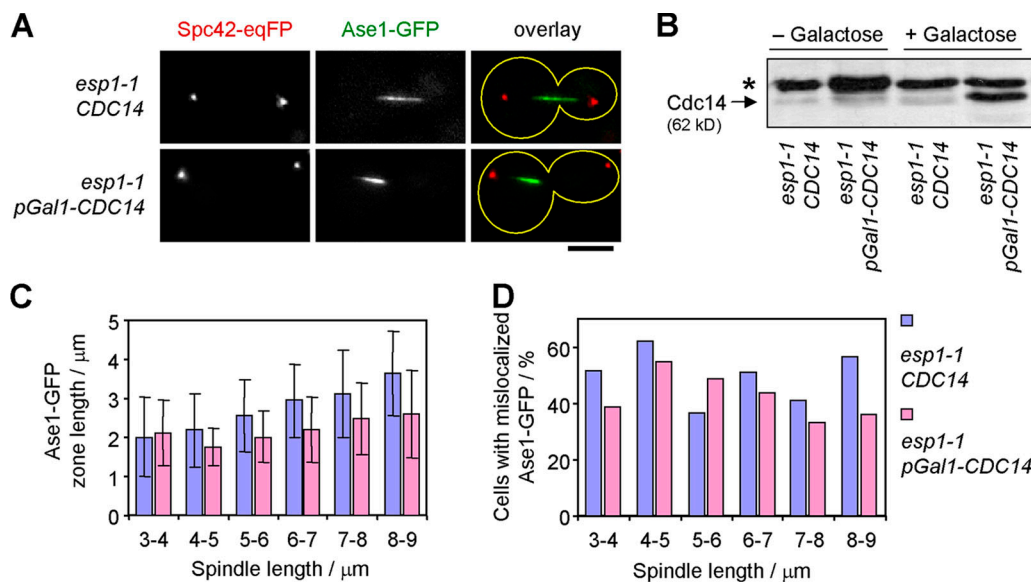 A
Spc42-eqFP
Ase1-GFP
overlay
esp1-1
CDC14
esp1-1
pGal1-CDC14
B
– Galactose
+ Galactose
*
Cdc14
(62 kD)
esp1-1
CDC14
esp1-1
pGal1-CDC14
esp1-1
CDC14
esp1-1
pGal1-CDC14
C
Ase1-GFP
zone length / μm
5
4
3
2
1
0
3-4
4-5
5-6
6-7
7-8
8-9
Spindle length / μm
D
Cells with mislocalized
Ase1-GFP / %
60
40
20
0
3-4
4-5
5-6
6-7
7-8
8-9
Spindle length / μm
esp1-1
CDC14
esp1-1
pGal1-CDC14